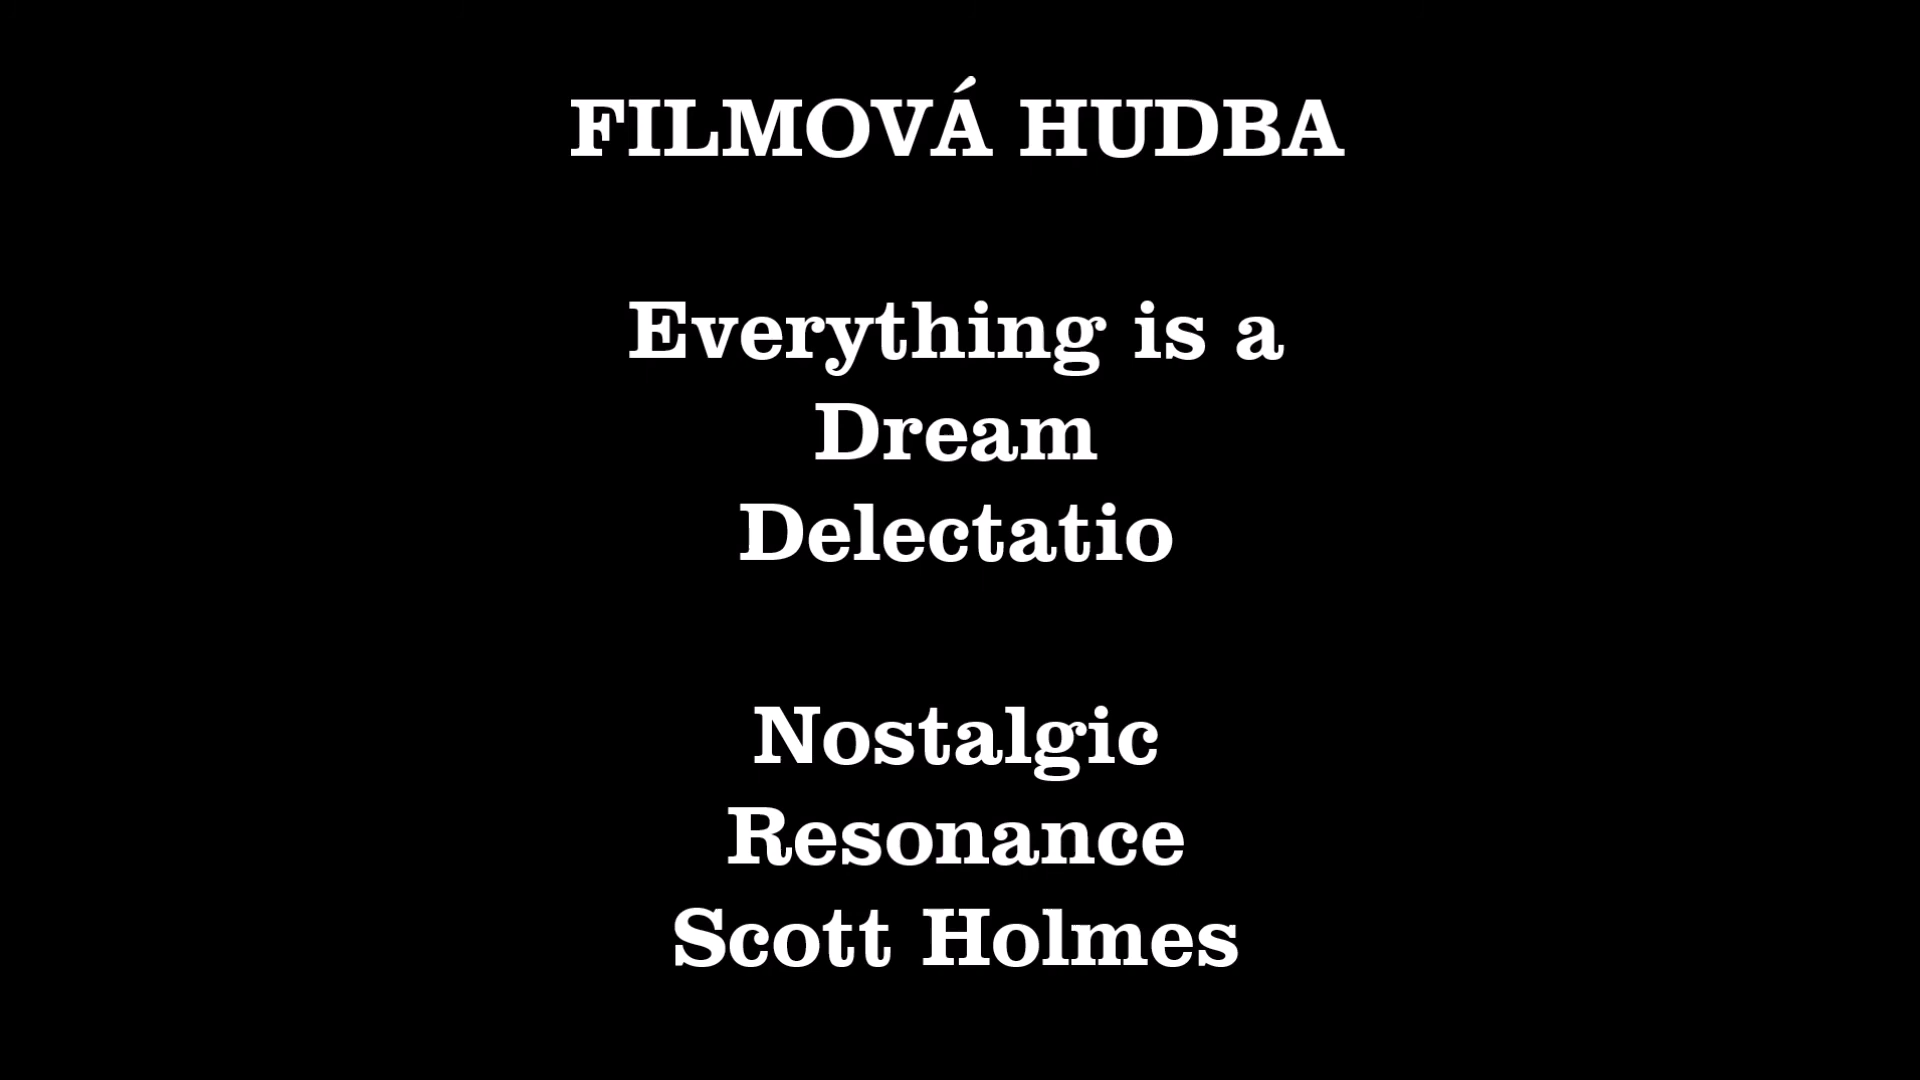 FILMOVÁ HUDBA
Everything is a
Dream
Delectatio
Nostalgic
Resonance
Scott Holmes